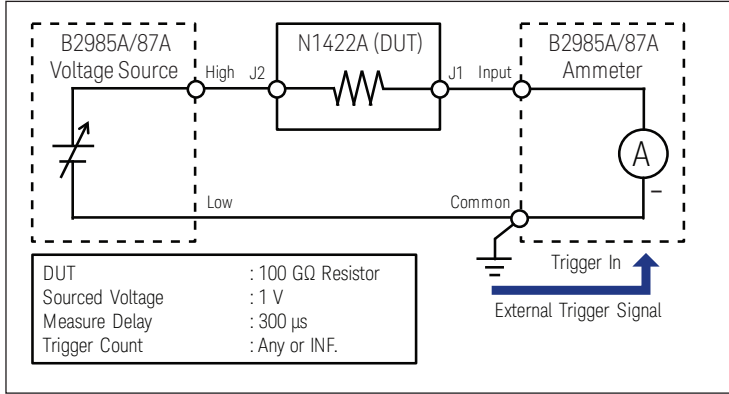 B2985A/87A
Voltage Source
High
J2
N1422A (DUT)
J1
Input
B2985A/87A
Ammeter
A
–
Low
Common
DUT : 100 GΩ Resistor
Sourced Voltage : 1 V
Measure Delay : 300 µs
Trigger Count : Any or INF.
Trigger In
External Trigger Signal